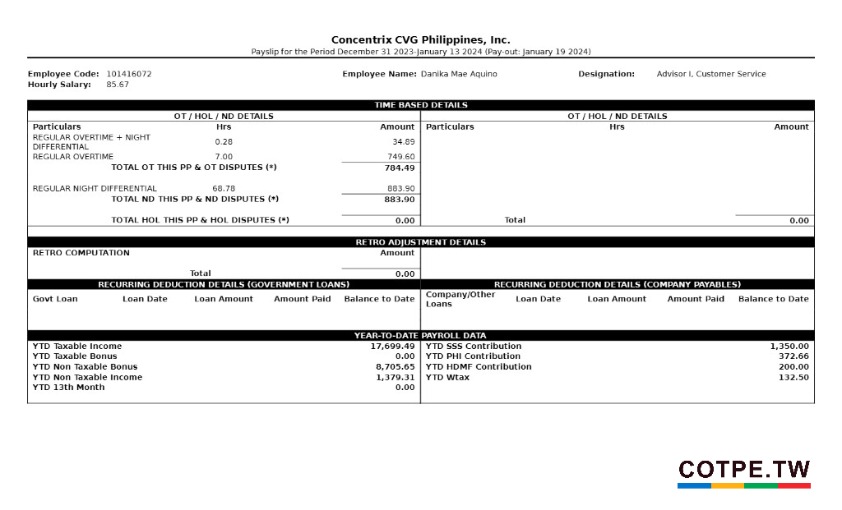 Concentrix CVG Philippines, Inc.
Payslip for the Period December 31 2023-January 13 2024 (Pay-out: January 19 2024)
Employee Code: 101416072 Employee Name: Danika Mae Aquino Designation: Advisor I, Customer Service
Hourly Salary: 85.67
TIME BASED DETAILS
OT / HOL / ND DETAILS OT / HOL / ND DETAILS
Particulars Hrs Amount Particulars Hrs Amount
REGULAR OVERTIME + NIGHT
DIFFERENTIAL 0.28 34.89
REGULAR OVERTIME 7.00 749.60
TOTAL OT THIS PP & OT DISPUTES (*) 784.49
REGULAR NIGHT DIFFERENTIAL 68.78 883.90
TOTAL ND THIS PP & ND DISPUTES (*) 883.90
TOTAL HOL THIS PP & HOL DISPUTES (*) 0.00 Total 0.00
RETRO ADJUSTMENT DETAILS
RETRO COMPUTATION Amount
Total 0.00
RECURRING DEDUCTION DETAILS (GOVERNMENT LOANS) RECURRING DEDUCTION DETAILS (COMPANY PAYABLES)
Govt Loan Loan Date Loan Amount Amount Paid Balance to Date Company/Other Loans Loan Date Loan Amount Amount Paid Balance to Date
YEAR-TO-DATE PAYROLL DATA
YTD Taxable Income 17,699.49 YTD SSS Contribution 1,350.00
YTD Taxable Bonus 0.00 YTD PHI Contribution 372.66
YTD Non Taxable Bonus 8,705.65 YTD HDMF Contribution 200.00
YTD Non Taxable Income 1,379.31 YTD Wtax 132.50
YTD 13th Month 0.00
COTPE.TW